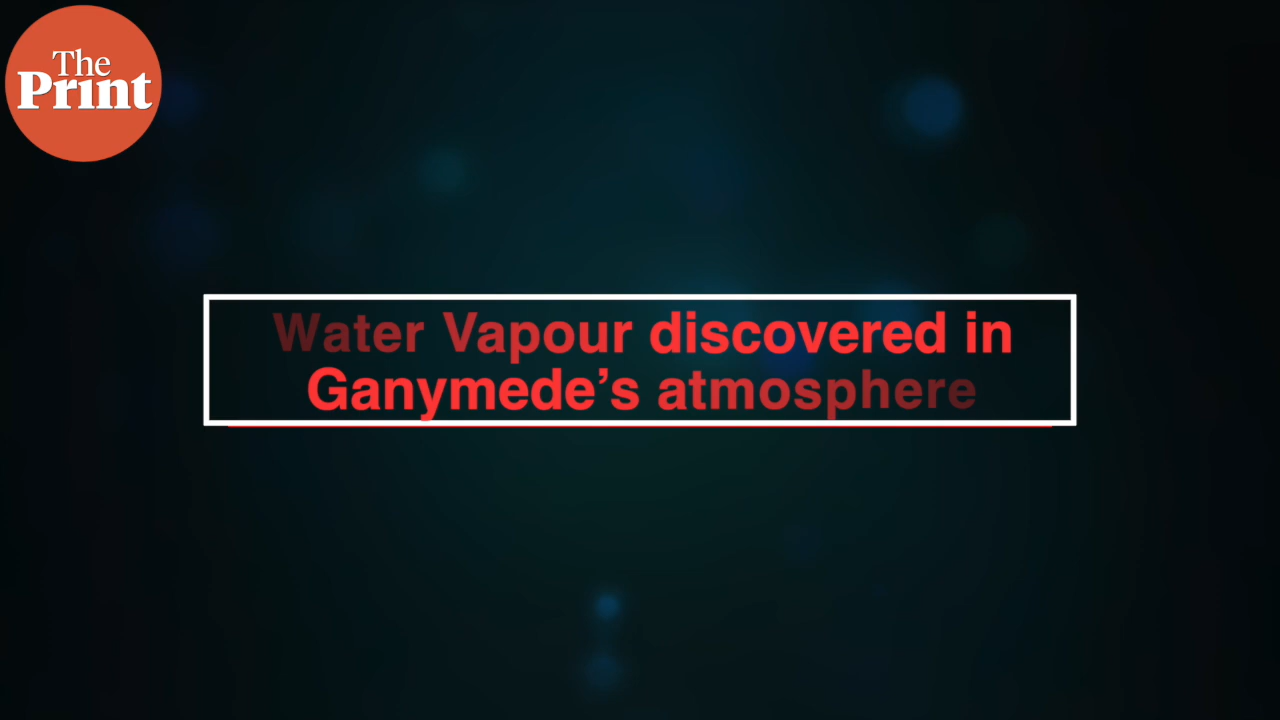 The
Print
Water Vapour discovered in
Ganymede’s atmosphere